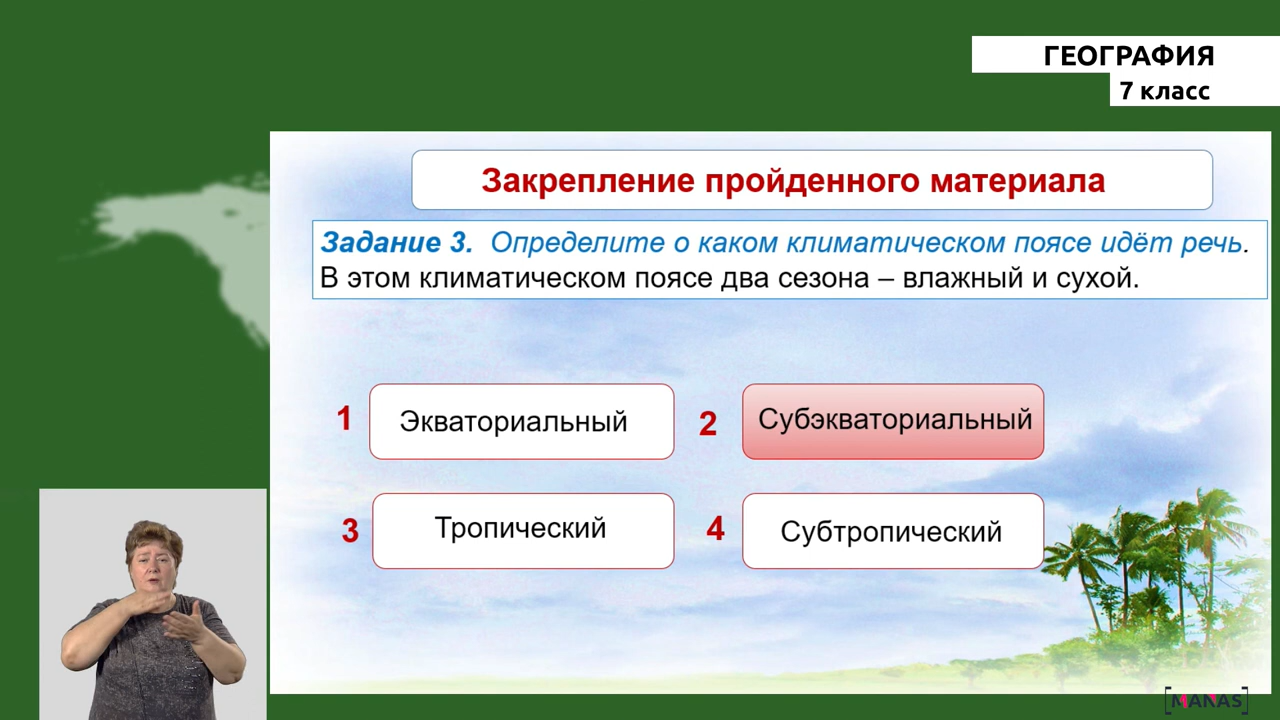 ГЕОГРАФИЯ
7 класс
Закрепление пройденного материала
Задание 3. Определите о каком климатическом поясе идёт речь.
В этом климатическом поясе два сезона – влажный и сухой.
1 Экваториальный
2 Субэкваториальный
3 Тропический
4 Субтропический
[MANAS]